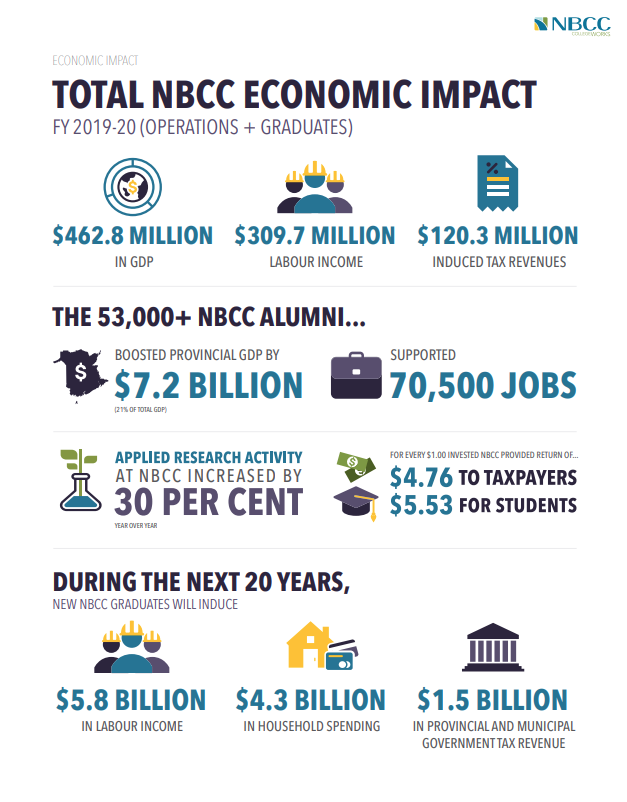 NBCC
ECONOMIC IMPACT
TOTAL NBCC ECONOMIC IMPACT
FY 2019-20 (OPERATIONS + GRADUATES)
$
%
$462.8 MILLION
IN GDP
$309.7 MILLION
LABOUR INCOME
$120.3 MILLION
INDUCED TAX REVENUES
THE 53,000+ NBCC ALUMNI...
$
BOOSTED PROVINCIAL GDP BY
$7.2 BILLION
(21% OF TOTAL GDP)
SUPPORTED
70,500 JOBS
APPLIED RESEARCH ACTIVITY
AT NBCC INCREASED BY
30 PER CENT
YEAR OVER YEAR
$
FOR EVERY $1.00 INVESTED NBCC PROVIDED RETURN OF...
$4.76 TO TAXPAYERS
$5.53 FOR STUDENTS
DURING THE NEXT 20 YEARS,
NEW NBCC GRADUATES WILL INDUCE
$5.8 BILLION
IN LABOUR INCOME
$4.3 BILLION
IN HOUSEHOLD SPENDING
$1.5 BILLION
IN PROVINCIAL AND MUNICIPAL
GOVERNMENT TAX REVENUE